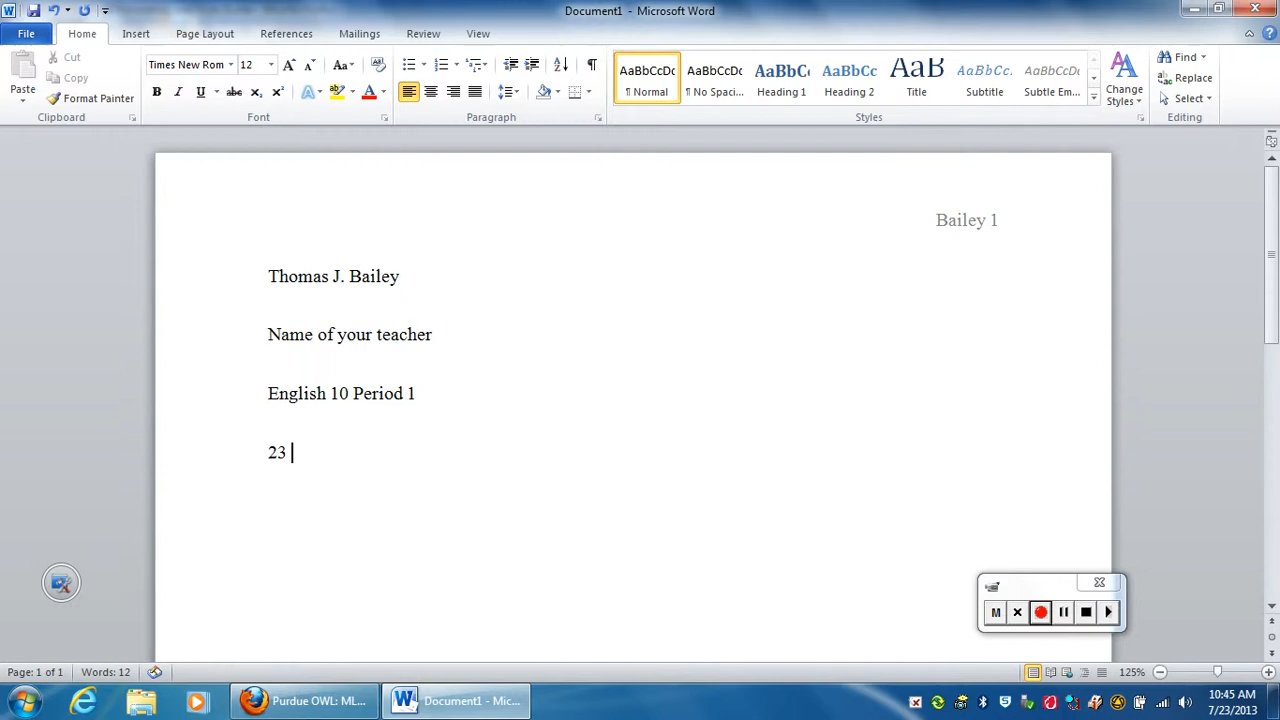 Document1 - Microsoft Word
File Home Insert Page Layout References Mailings Review View
Cut
Copy
Format Painter
Paste
Clipboard
Times New Rom 12
Font
Paragraph
AaBbCcDc AaBbCcDc AaBbC AaBbCc AaB AaBbCc. AaBbCcDc
¶ Normal ¶ No Spaci... Heading 1 Heading 2 Title Subtitle Subtle Em...
Change Styles
Styles
Find
Replace
Select
Editing
Bailey 1
Thomas J. Bailey
Name of your teacher
English 10 Period 1
23
M
Page: 1 of 1 Words: 12 125%
Purdue OWL: ML... Document1 - Mic... 10:45 AM
7/23/2013